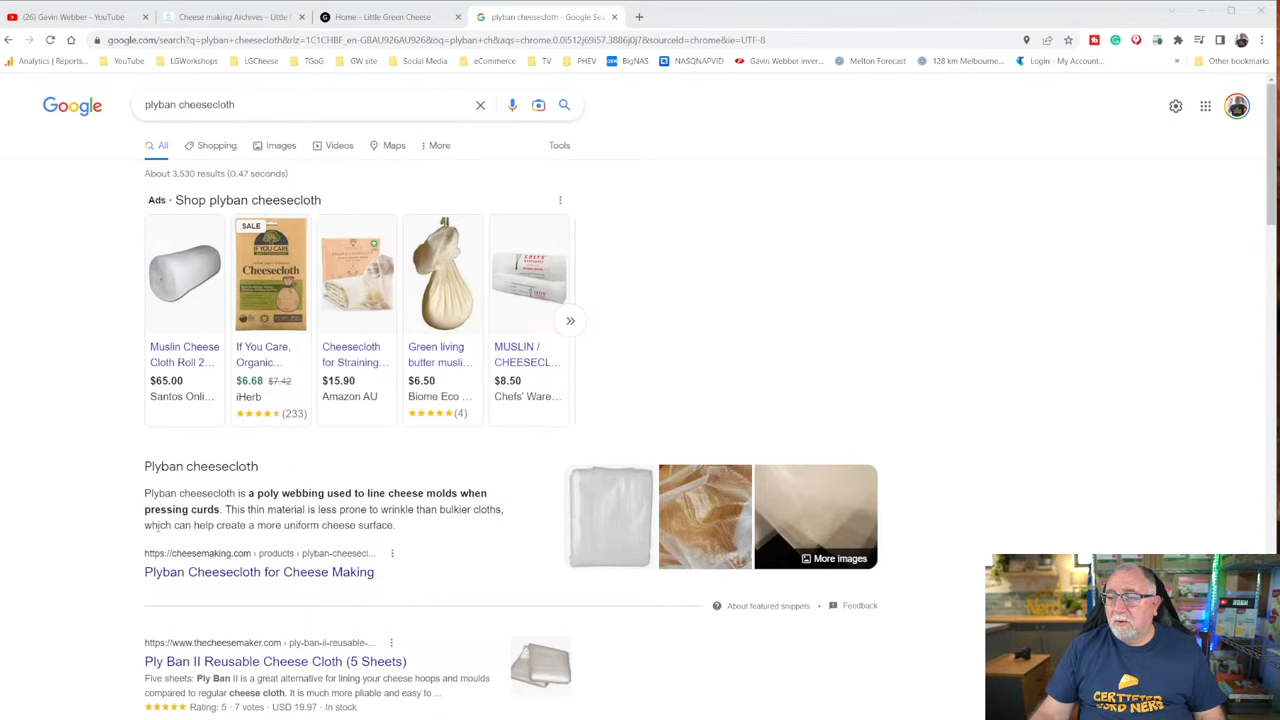 (26) Gavin Webber - YouTube
Cheese making Archives - Little
Home - Little Green Cheese
plyban cheesecloth - Google Sea
google.com/search?q=plyban+cheesecloth&rlz=1C1CHBF_en-GBAU926AU926&oq=plyban+ch&aqs=chrome.0.0i512j69i57.3886j0j7&sourceid=chrome&ie=UTF-8
Analytics | Reports...
YouTube
LGWorkshops
LGCheese
TGoG
GW site
Social Media
eCommerce
TV
PHEV
BigNAS
NASQNAPVID
Gavin Webber inver...
Melton Forecast
128 km Melbourne...
Login - My Account...
Other bookmarks
Google
plyban cheesecloth
All
Shopping
Images
Videos
Maps
More
Tools
About 3,530 results (0.47 seconds)
Ads · Shop plyban cheesecloth
SALE
IF YOU CARE
Cheesecloth
Muslin Cheese
Cloth Roll 2...
$65.00
Santos Onli...
If You Care,
Organic...
$6.68 $7.42
iHerb
(233)
Cheesecloth
for Straining...
$15.90
Amazon AU
Green living
butter musli...
$6.50
Biome Eco ...
(4)
MUSLIN /
CHEESECL...
$8.50
Chefs' Ware...
Plyban cheesecloth
Plyban cheesecloth is a poly webbing used to line cheese molds when
pressing curds. This thin material is less prone to wrinkle than bulkier cloths,
which can help create a more uniform cheese surface.
More images
https://cheesemaking.com › products › plyban-cheesecl...
Plyban Cheesecloth for Cheese Making
About featured snippets
Feedback
https://www.thecheesemaker.com › ply-ban-ii-reusable-...
Ply Ban II Reusable Cheese Cloth (5 Sheets)
Five sheets: Ply Ban II is a great alternative for lining your cheese hoops and moulds
compared to regular cheese cloth. It is much more pliable and easy to ...
Rating: 5 · 7 votes · USD 19.97 · In stock
CERTIFIED
CURD NERD